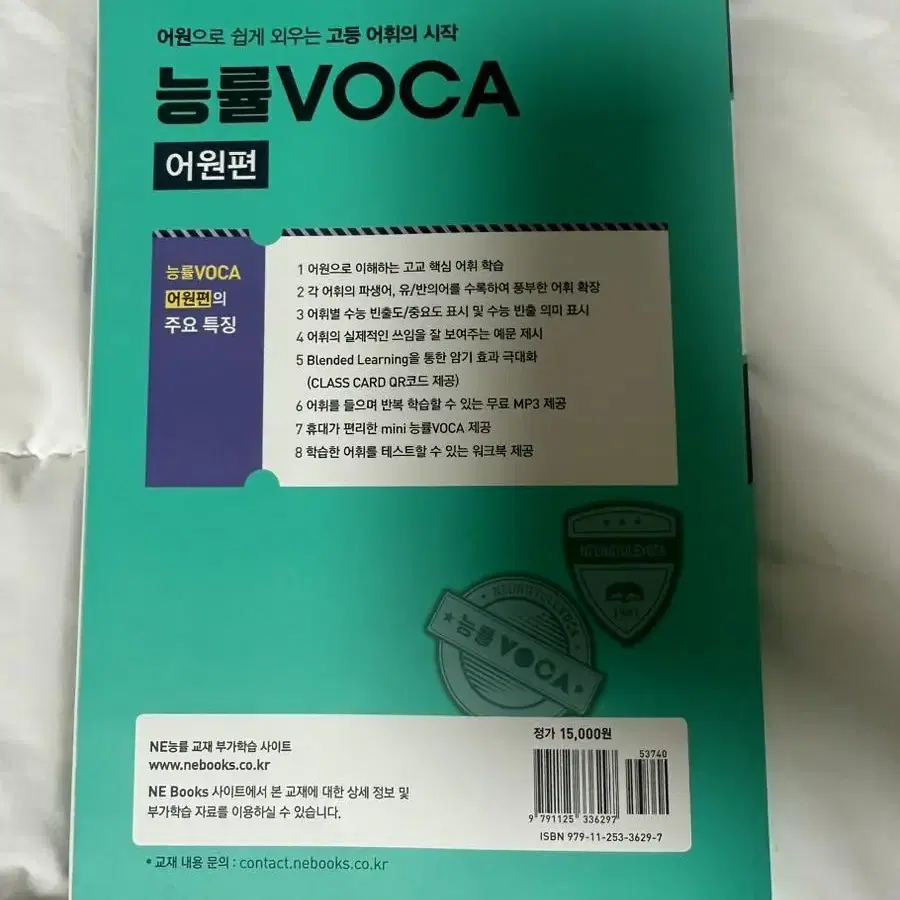 어원으로 쉽게 외우는 고등 어휘의 시작
능률VOCA
어원편
능률VOCA
어원편의
주요 특징
1 어원으로 이해하는 고교 핵심 어휘 학습
2 각 어휘의 파생어, 유/반의어를 수록하여 풍부한 어휘 확장
3 어휘별 수능 빈출도/중요도 표시 및 수능 빈출 의미 표시
4 어휘의 실제적인 쓰임을 잘 보여주는 예문 제시
5 Blended Learning을 통한 암기 효과 극대화
(CLASS CARD QR코드 제공)
6 어휘를 들으며 반복 학습할 수 있는 무료 MP3 제공
7 휴대가 편리한 mini 능률VOCA 제공
8 학습한 어휘를 테스트할 수 있는 워크북 제공
NEUNGYULEVOCA
NEUNGYULEVOCA
능률VOCA
NE능률 교재 부가학습 사이트
www.nebooks.co.kr
NE Books 사이트에서 본 교재에 대한 상세 정보 및
부가학습 자료를 이용하실 수 있습니다.
정가 15,000원
53740
9 791125 336297
ISBN 979-11-253-3629-7
• 교재 내용 문의 : contact.nebooks.co.kr